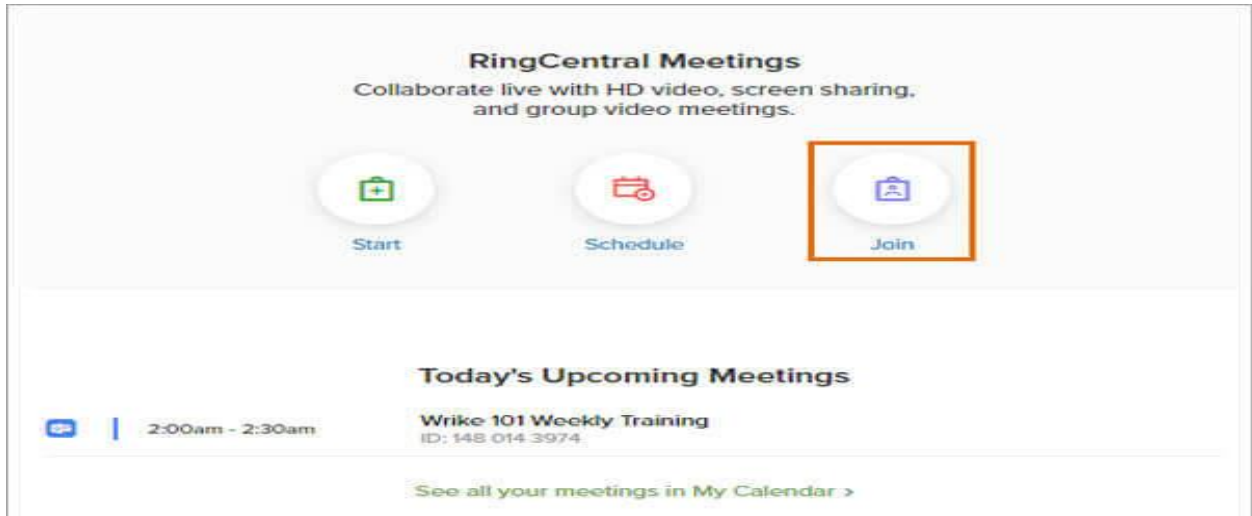 RingCentral Meetings
Collaborate live with HD video, screen sharing,
and group video meetings.
Start
Schedule
Join
Today's Upcoming Meetings
2:00am - 2:30am
Wrike 101 Weekly Training
ID: 148 014 3974
See all your meetings in My Calendar >